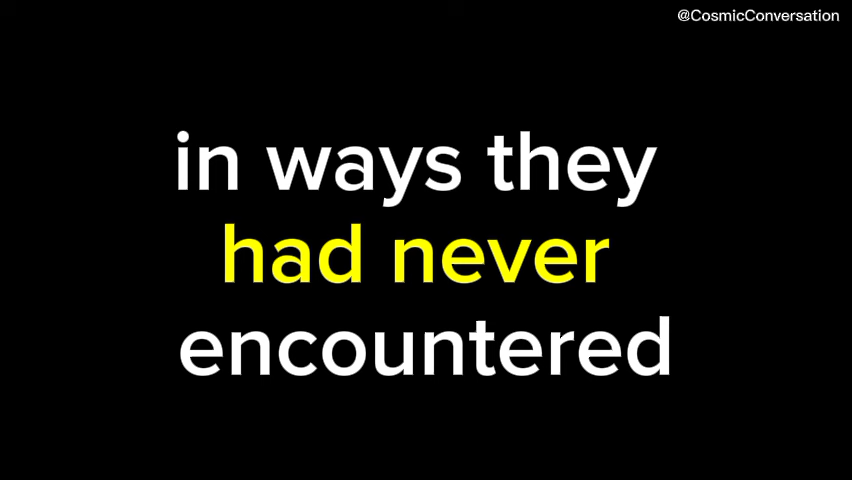 @CosmicConversation
in ways they
had never
encountered